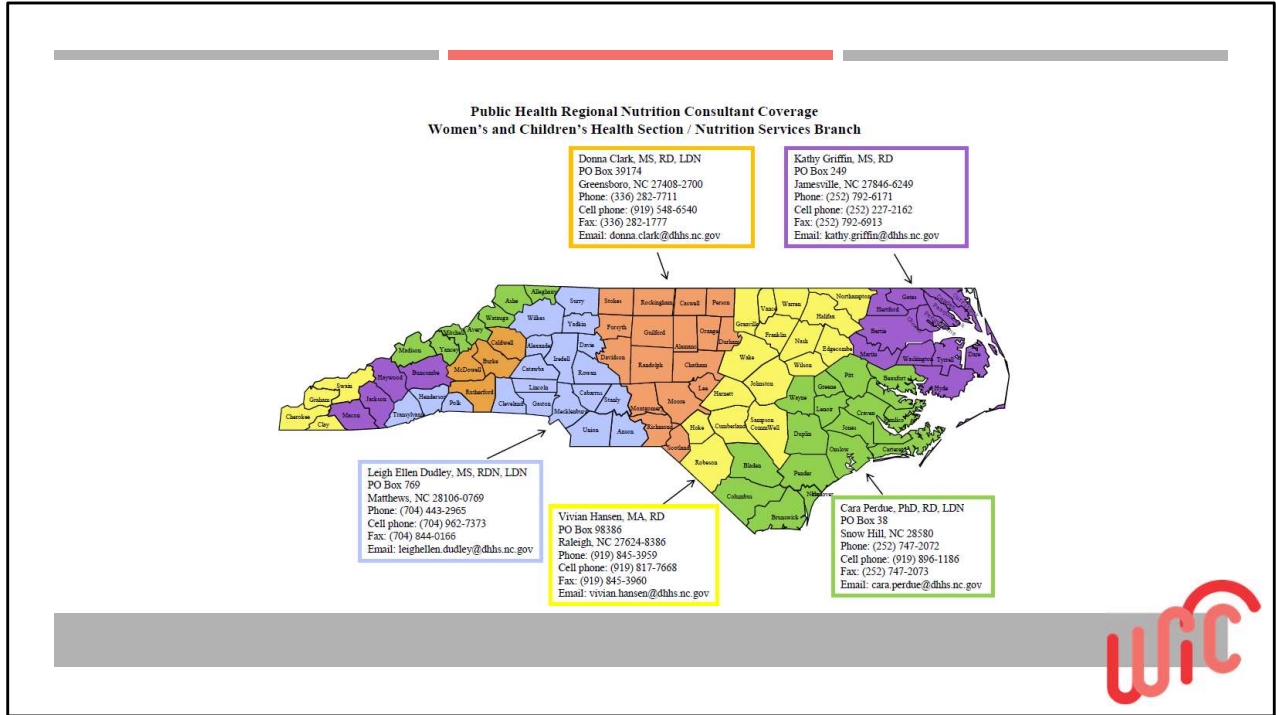 Public Health Regional Nutrition Consultant Coverage
Women's and Children's Health Section / Nutrition Services Branch
Donna Clark, MS, RD, LDN
PO Box 39174
Greensboro, NC 27408-2700
Phone: (336) 282-7711
Cell phone: (919) 548-6540
Fax: (336) 282-1777
Email: donna.clark@dhhs.nc.gov
Kathy Griffin, MS, RD
PO Box 249
Jamesville, NC 27846-6249
Phone: (252) 792-6171
Cell phone: (252) 227-2162
Fax: (252) 792-6913
Email: kathy.griffin@dhhs.nc.gov
Ashe
Alleghany
Surry
Stokes
Rockingham
Caswell
Person
Granville
Vance
Warren
Northampton
Gates
Hertford
Halifax
Watauga
Wilkes
Yadkin
Forsyth
Guilford
Alamance
Orange
Durham
Franklin
Nash
Edgecombe
Bertie
Mitchell
Avery
Caldwell
Alexander
Davie
Iredell
Davidson
Randolph
Chatham
Wake
Wilson
Martin
Washington
Tyrrell
Dare
Madison
Yancey
Burke
McDowell
Catawba
Rowan
Johnston
Pitt
Beaufort
Hyde
Swain
Haywood
Buncombe
Rutherford
Lincoln
Cabarrus
Stanly
Montgomery
Moore
Lee
Harnett
Wayne
Greene
Lenoir
Craven
Pamlico
Graham
Jackson
Henderson
Polk
Cleveland
Gaston
Mecklenburg
Cherokee
Clay
Macon
Transylvania
Union
Anson
Richmond
Scotland
Hoke
Cumberland
Sampson
CommWell
Duplin
Jones
Onslow
Carteret
Robeson
Bladen
Pender
Columbus
Brunswick
Leigh Ellen Dudley, MS, RDN, LDN
PO Box 769
Matthews, NC 28106-0769
Phone: (704) 443-2965
Cell phone: (704) 962-7373
Fax: (704) 844-0166
Email: leighellen.dudley@dhhs.nc.gov
Vivian Hansen, MA, RD
PO Box 98386
Raleigh, NC 27624-8386
Phone: (919) 845-3959
Cell phone: (919) 817-7668
Fax: (919) 845-3960
Email: vivian.hansen@dhhs.nc.gov
Cara Perdue, PhD, RD, LDN
PO Box 38
Snow Hill, NC 28580
Phone: (252) 747-2072
Cell phone: (919) 896-1186
Fax: (252) 747-2073
Email: cara.perdue@dhhs.nc.gov
wic